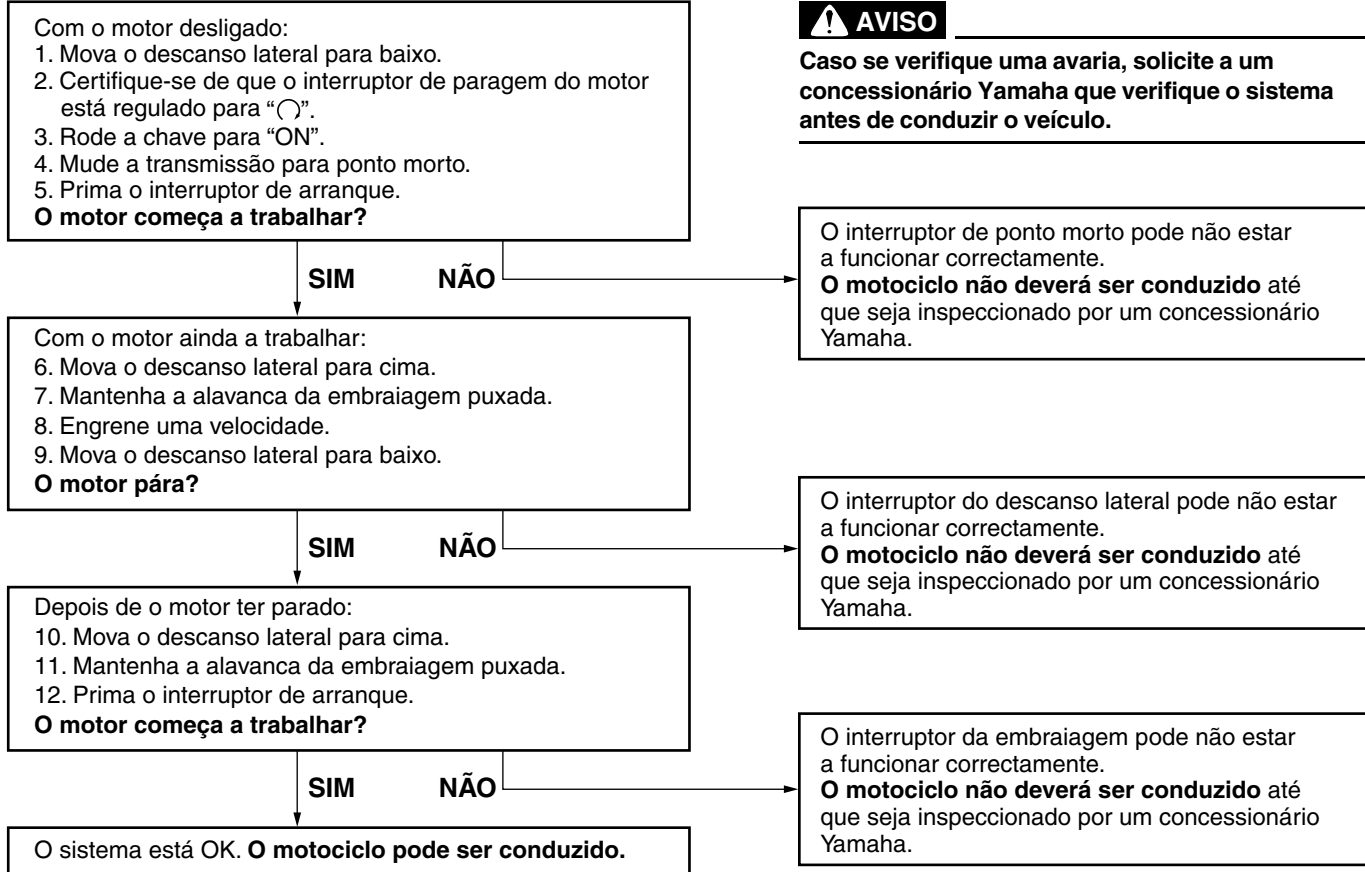 Com o motor desligado:
1. Mova o descanso lateral para baixo.
2. Certifique-se de que o interruptor de paragem do motor
está regulado para “”.
3. Rode a chave para “ON”.
4. Mude a transmissão para ponto morto.
5. Prima o interruptor de arranque.
O motor começa a trabalhar?
AVISO
Caso se verifique uma avaria, solicite a um
concessionário Yamaha que verifique o sistema
antes de conduzir o veículo.
SIM NÃO
O interruptor de ponto morto pode não estar
a funcionar correctamente.
O motociclo não deverá ser conduzido até
que seja inspeccionado por um concessionário
Yamaha.
Com o motor ainda a trabalhar:
6. Mova o descanso lateral para cima.
7. Mantenha a alavanca da embraiagem puxada.
8. Engrene uma velocidade.
9. Mova o descanso lateral para baixo.
O motor pára?
SIM NÃO
O interruptor do descanso lateral pode não estar
a funcionar correctamente.
O motociclo não deverá ser conduzido até
que seja inspeccionado por um concessionário
Yamaha.
Depois de o motor ter parado:
10. Mova o descanso lateral para cima.
11. Mantenha a alavanca da embraiagem puxada.
12. Prima o interruptor de arranque.
O motor começa a trabalhar?
SIM NÃO
O interruptor da embraiagem pode não estar
a funcionar correctamente.
O motociclo não deverá ser conduzido até
que seja inspeccionado por um concessionário
Yamaha.
O sistema está OK. O motociclo pode ser conduzido.